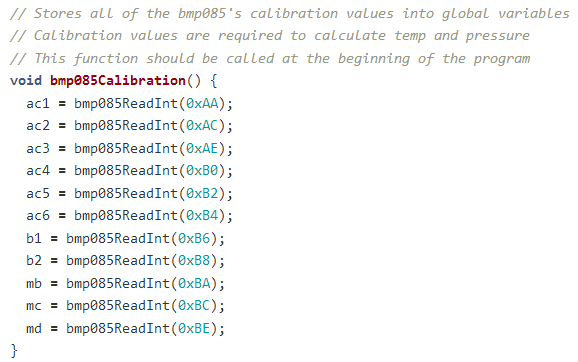 // Stores all of the bmp085's calibration values into global variables
// Calibration values are required to calculate temp and pressure
// This function should be called at the beginning of the program
void bmp085Calibration() {
  ac1 = bmp085ReadInt(0xAA);
  ac2 = bmp085ReadInt(0xAC);
  ac3 = bmp085ReadInt(0xAE);
  ac4 = bmp085ReadInt(0xB0);
  ac5 = bmp085ReadInt(0xB2);
  ac6 = bmp085ReadInt(0xB4);
  b1 = bmp085ReadInt(0xB6);
  b2 = bmp085ReadInt(0xB8);
  mb = bmp085ReadInt(0xBA);
  mc = bmp085ReadInt(0xBC);
  md = bmp085ReadInt(0xBE);
}